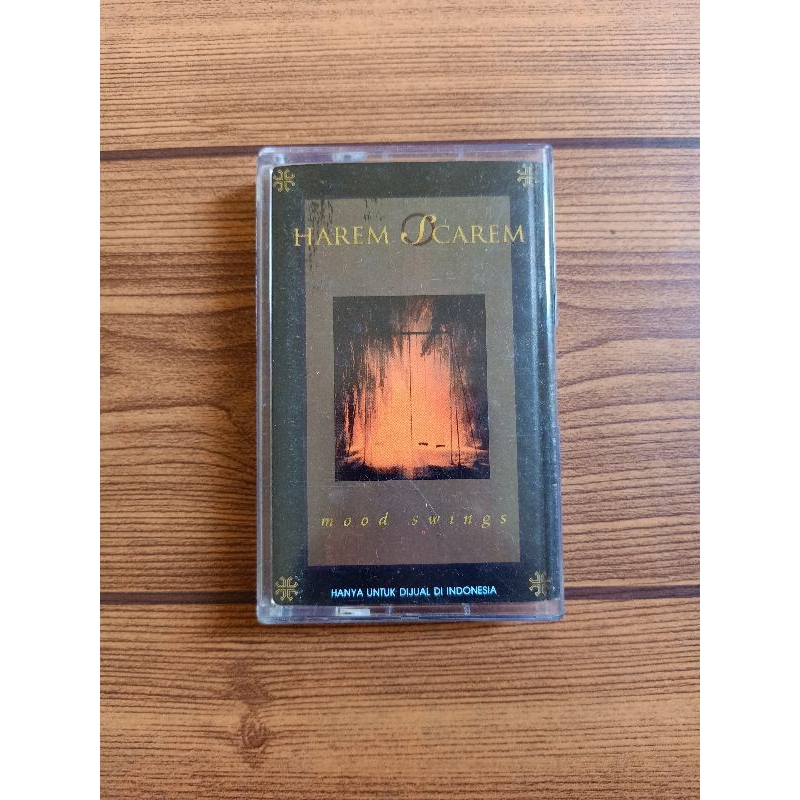 HAREM SCAREM
mood swings
HANYA UNTUK DIJUAL DI INDONESIA